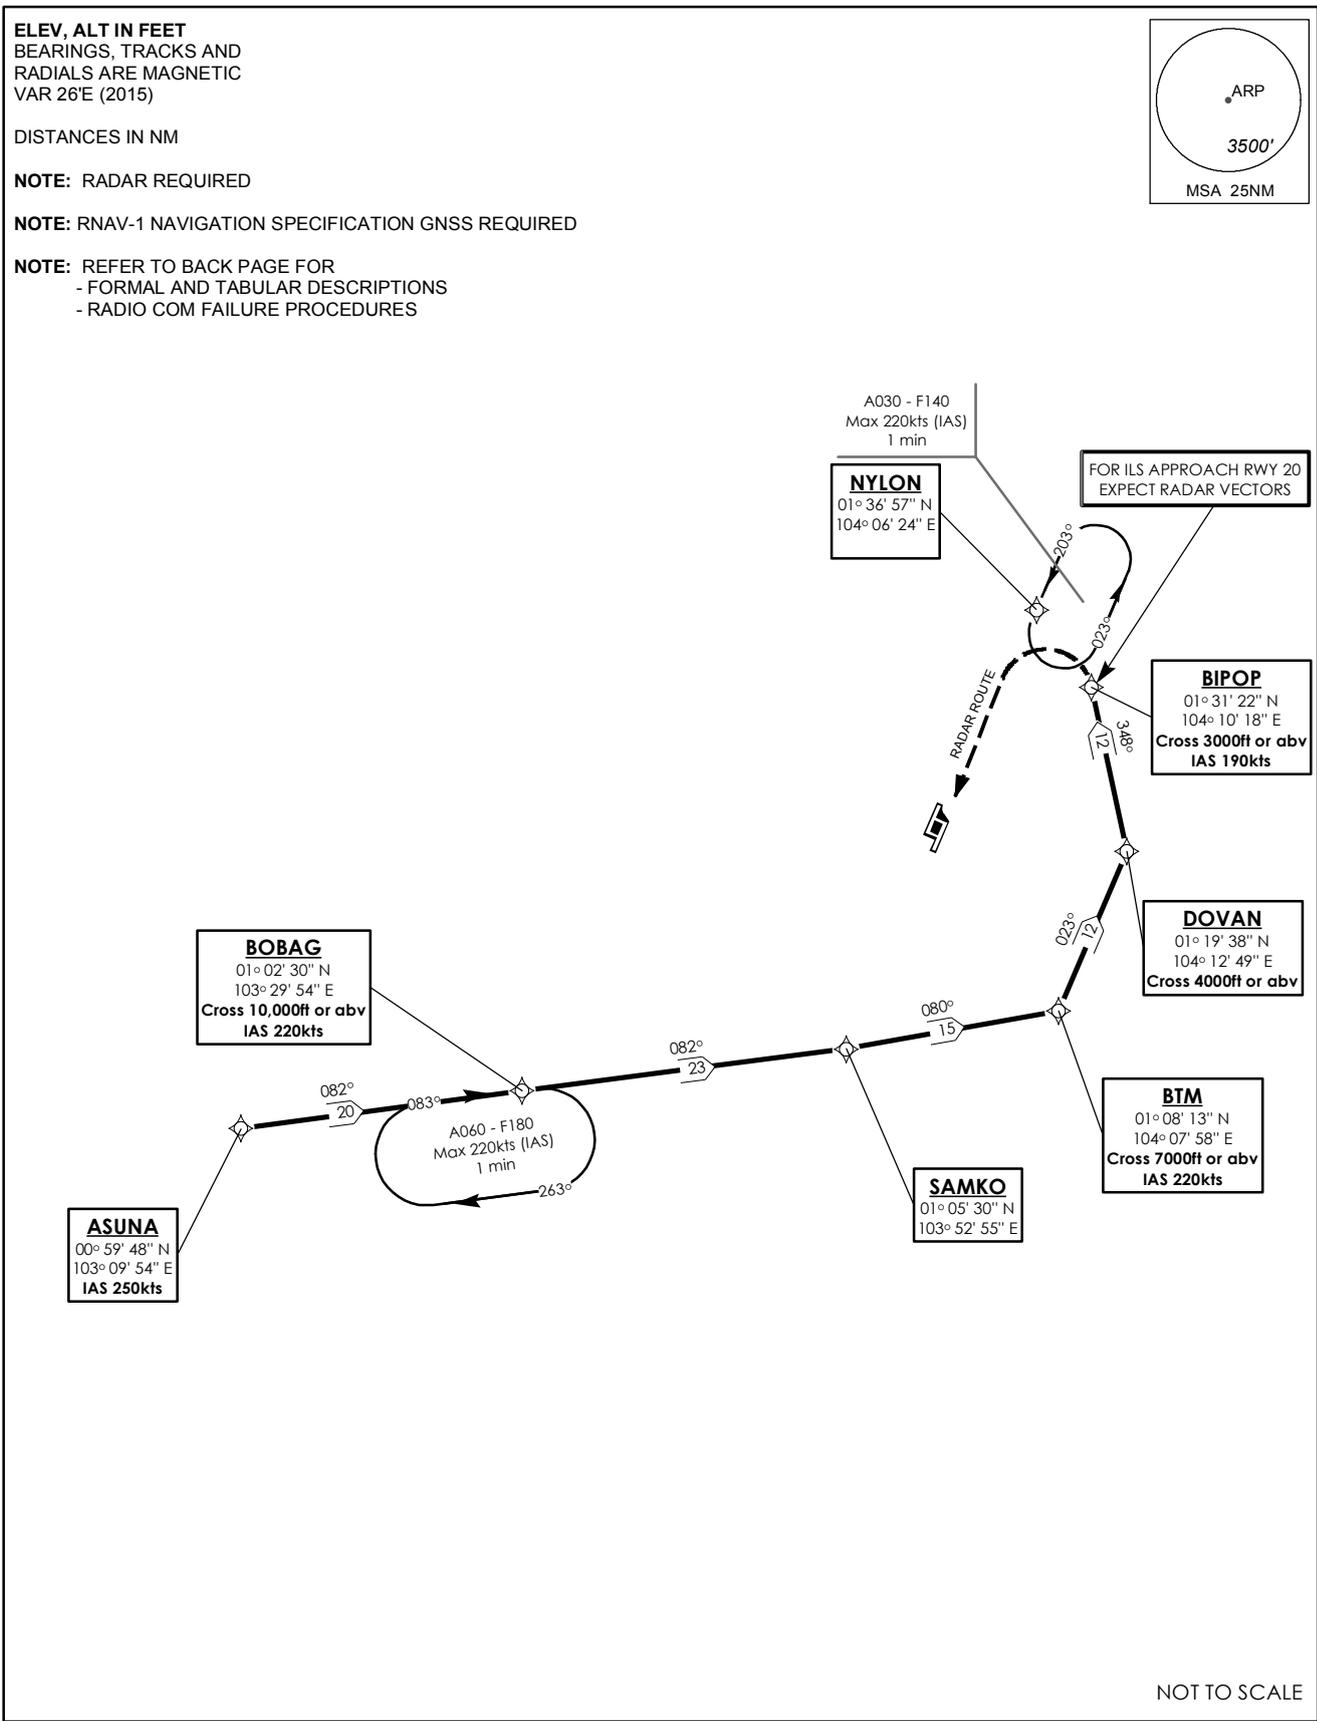 ELEV, ALT IN FEET
BEARINGS, TRACKS AND
RADIALS ARE MAGNETIC
VAR 26'E (2015)
DISTANCES IN NM
NOTE: RADAR REQUIRED
NOTE: RNAV-1 NAVIGATION SPECIFICATION GNSS REQUIRED
NOTE: REFER TO BACK PAGE FOR
- FORMAL AND TABULAR DESCRIPTIONS
- RADIO COM FAILURE PROCEDURES
ARP
3500'
MSA 25NM
A030 - F140
Max 220kts (IAS)
1 min
NYLON
01° 36' 57" N
104° 06' 24" E
FOR ILS APPROACH RWY 20
EXPECT RADAR VECTORS
203°
023°
BIPOP
01° 31' 22" N
104° 10' 18" E
Cross 3000ft or abv
IAS 190kts
RADAR ROUTE
348°
12
DOVAN
01° 19' 38" N
104° 12' 49" E
Cross 4000ft or abv
023°
12
BOBAG
01° 02' 30" N
103° 29' 54" E
Cross 10,000ft or abv
IAS 220kts
080°
15
082°
23
082°
20
083°
A060 - F180
Max 220kts (IAS)
1 min
263°
BTM
01° 08' 13" N
104° 07' 58" E
Cross 7000ft or abv
IAS 220kts
SAMKO
01° 05' 30" N
103° 52' 55" E
ASUNA
00° 59' 48" N
103° 09' 54" E
IAS 250kts
NOT TO SCALE